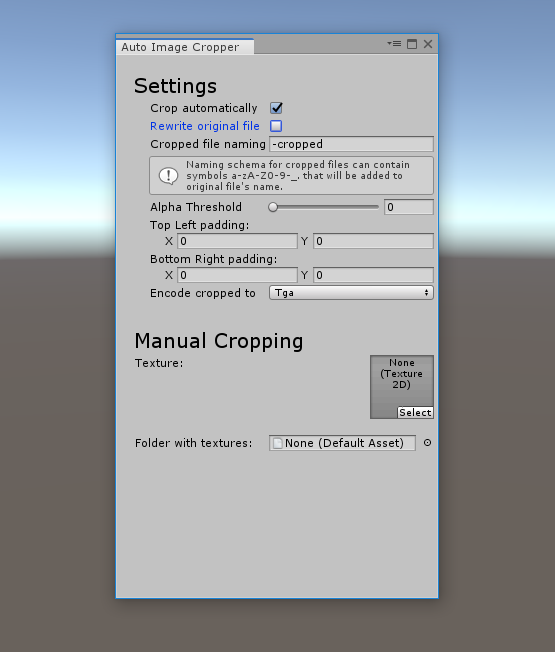 Auto Image Cropper
Settings
Crop automatically
Rewrite original file
Cropped file naming -cropped
Naming schema for cropped files can contain
symbols a-zA-Z0-9-_. that will be added to
original file's name.
Alpha Threshold 0
Top Left padding:
X 0 Y 0
Bottom Right padding:
X 0 Y 0
Encode cropped to Tga
Manual Cropping
Texture:
None
(Texture
2D)
Select
Folder with textures: None (Default Asset)